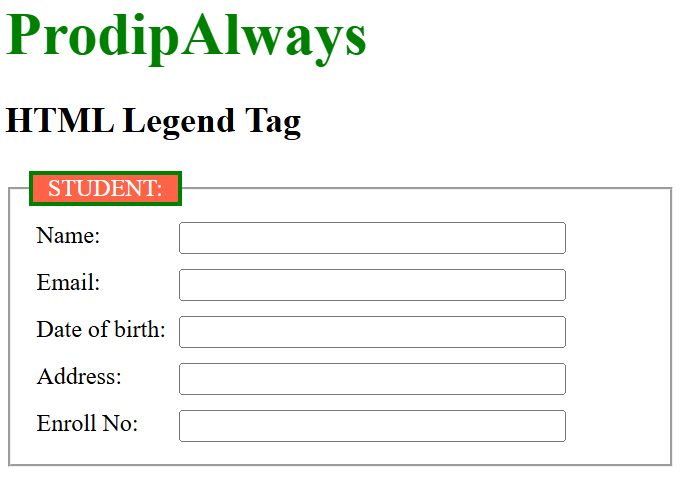 ProdipAlways
HTML Legend Tag
STUDENT:
Name:
Email:
Date of birth:
Address:
Enroll No: